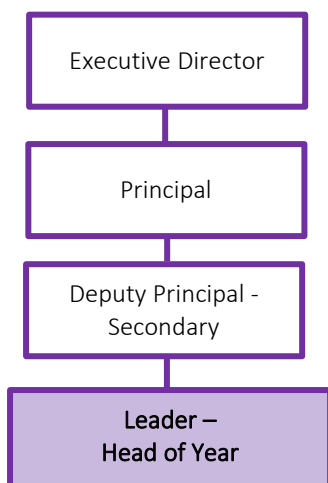 Executive Director
Principal
Deputy Principal -
Secondary
Leader –
Head of Year